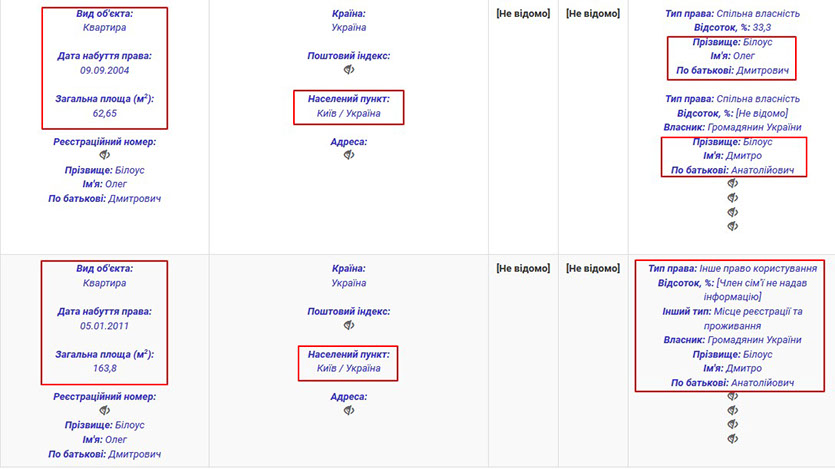 Вид об'єкта:
Квартира
Дата набуття права:
09.09.2004
Загальна площа (м²):
62,65
Реєстраційний номер:
Прізвище: Білоус
Ім'я: Олег
По батькові: Дмитрович
Країна:
Україна
Поштовий індекс:
Населений пункт:
Київ / Україна
Адреса:
[Не відомо]
[Не відомо]
Тип права: Спільна власність
Відсоток, %: 33,3
Прізвище: Білоус
Ім'я: Олег
По батькові: Дмитрович
Тип права: Спільна власність
Відсоток, %: [Не відомо]
Власник: Громадянин України
Прізвище: Білоус
Ім'я: Дмитро
По батькові: Анатолійович
Вид об'єкта:
Квартира
Дата набуття права:
05.01.2011
Загальна площа (м²):
163,8
Реєстраційний номер:
Прізвище: Білоус
Ім'я: Олег
По батькові: Дмитрович
Країна:
Україна
Поштовий індекс:
Населений пункт:
Київ / Україна
Адреса:
[Не відомо]
[Не відомо]
Тип права: Інше право користування
Відсоток, %: [Член сім'ї не надав
інформацію]
Інший тип: Місце реєстрації та
проживання
Власник: Громадянин України
Прізвище: Білоус
Ім'я: Дмитро
По батькові: Анатолійович